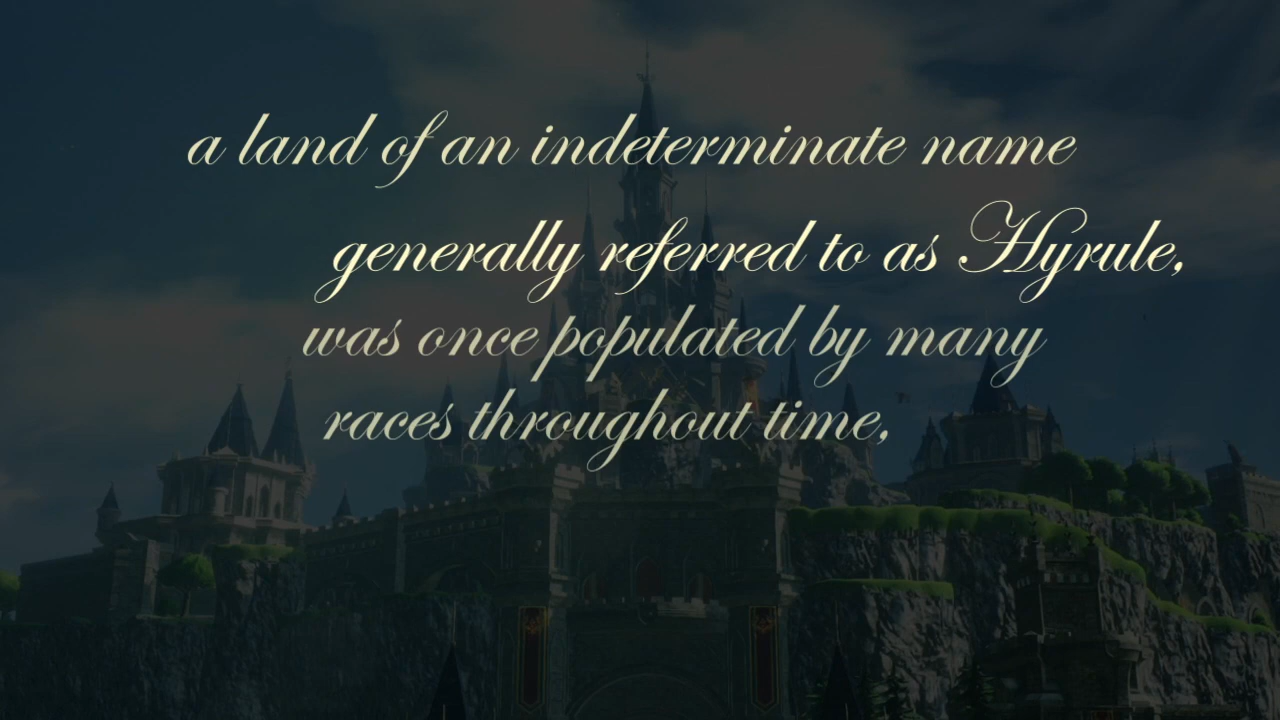 a land of an indeterminate name
generally referred to as Hyrule,
was once populated by many
races throughout time,